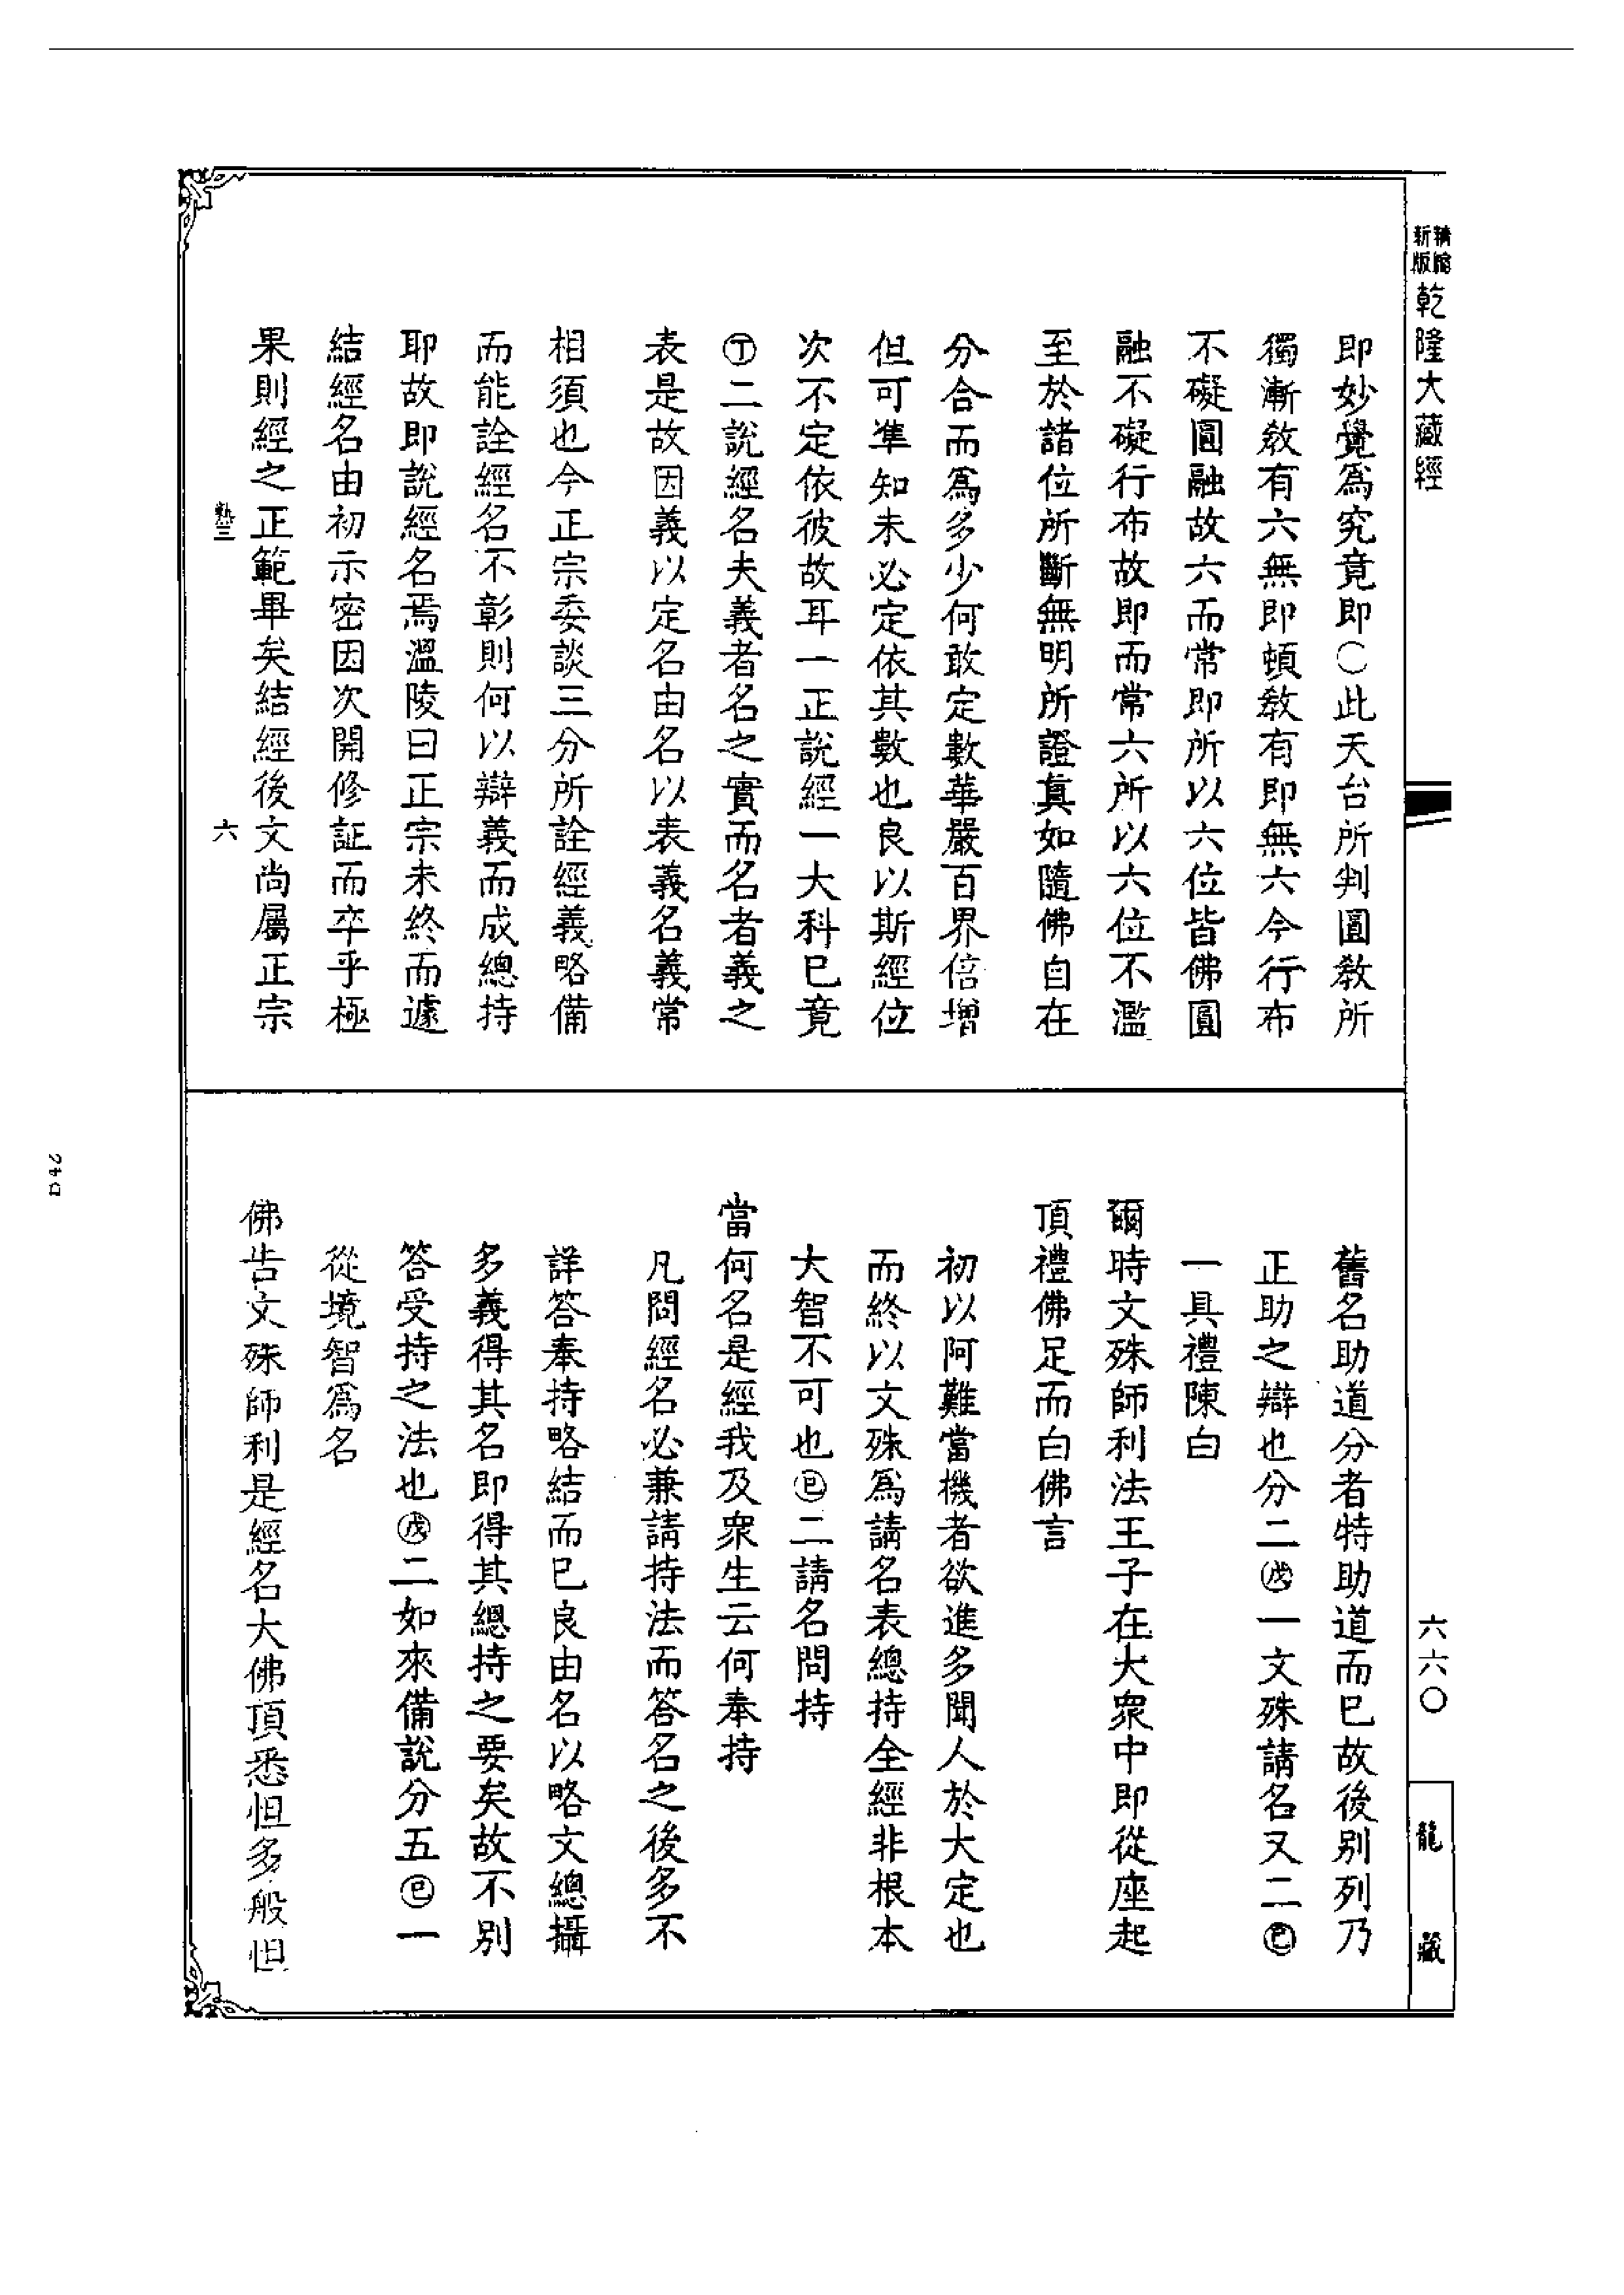 新版
精縮
乾隆大藏經
六六〇
龍藏
即妙覺爲究竟即〇此天台所判圓教所
獨漸教有六無即頓教有即無六今行布
不礙圓融故六而常即所以六位皆佛圓
融不礙行布故即而常六所以六位不濫
至於諸位所斷無明所證真如隨佛自在
分合而爲多少何敢定數華嚴百界倍增
但可準知未必定依其數也良以斯經位
次不定依彼故耳一正說經一大科已竟
㊀二說經名夫義者名之實而名者義之
表是故因義以定名由名以表義名義常
相須也今正宗委談三分所詮經義略備
而能詮經名不彰則何以辯義而成總持
耶故即說經名焉溫陵曰正宗未終而遽
結經名由初示密因次開修証而卒乎極
果則經之正範畢矣結經後文尚屬正宗
六
舊名助道分者特助道而已故後別列乃
正助之辯也分二戊一文殊請名又二己
一具禮陳白
爾時文殊師利法王子在大衆中即從座起
頂禮佛足而白佛言
初以阿難當機者欲進多聞人於大定也
而終以文殊爲請名表總持全經非根本
大智不可也己二請名問持
當何名是經我及衆生云何奉持
凡問經名必兼請持法而答名之後多不
詳答奉持略結而已良由名以略文總攝
多義得其名即得其總持之要矣故不別
答受持之法也戊二如來備說分五己一
從境智爲名
佛告文殊師利是經名大佛頂悉怛多般怛